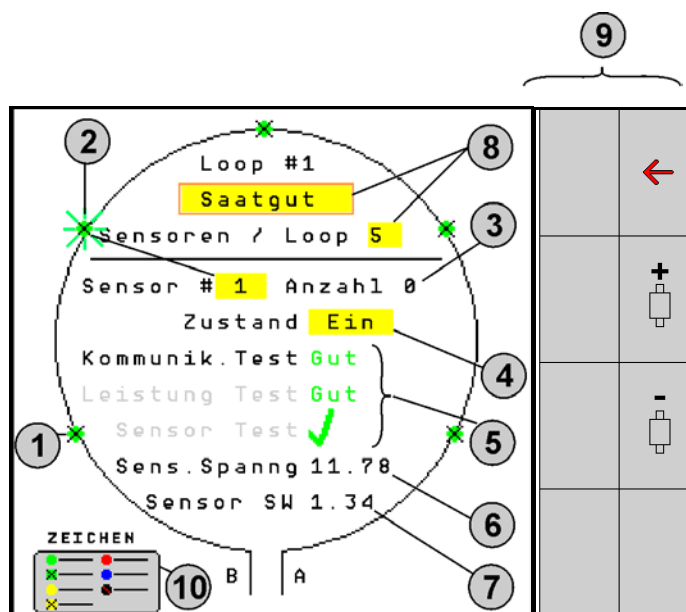 9
2
8
Loop #1
Saatgut
Sensoren / Loop 5
3
Sensor # 1 Anzahl 0
Zustand Ein
4
Kommunik.Test Gut
Leistung Test Gut
5
1
Sensor Test
Sens.Spanng 11.78
6
Sensor SW 1.34
7
ZEICHEN
10
B A
+
-